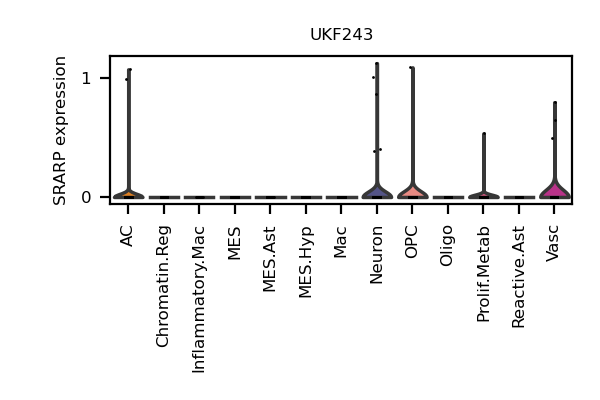 UKF243
SRARP expression
1
0
AC
Chromatin.Reg
Inflammatory.Mac
MES
MES.Ast
MES.Hyp
Mac
Neuron
OPC
Oligo
Prolif.Metab
Reactive.Ast
Vasc